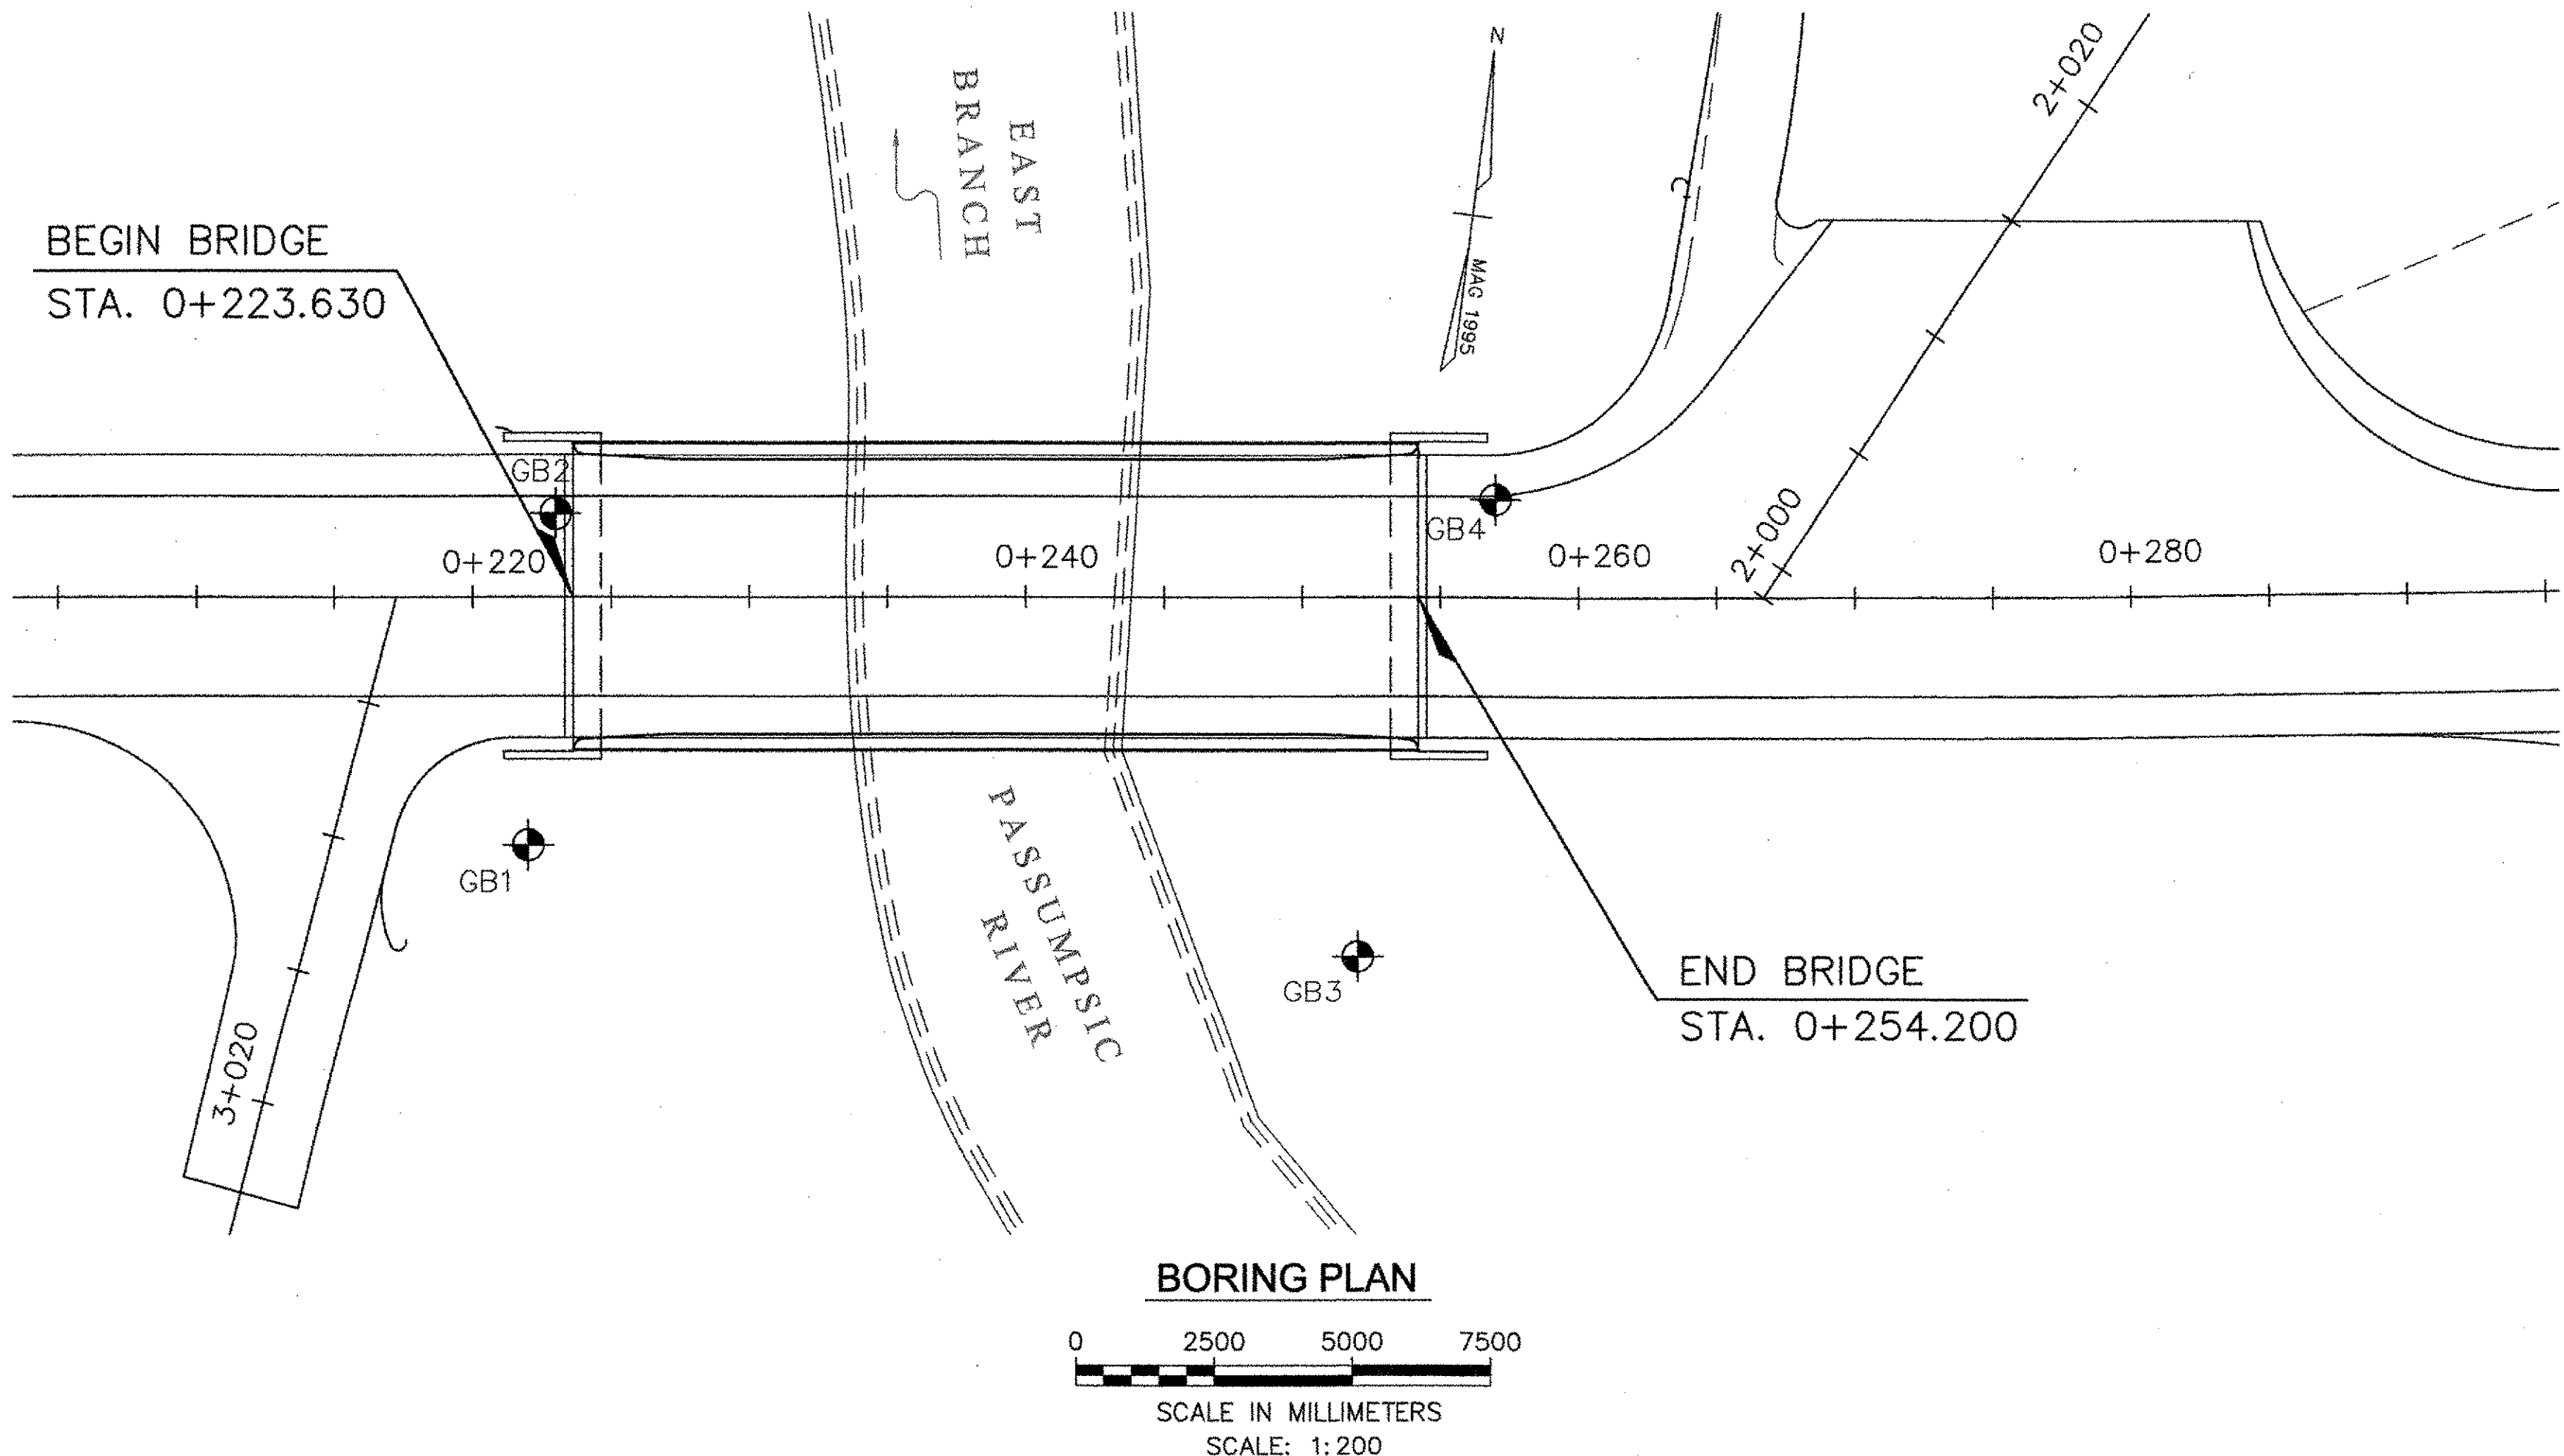 N
2+020
EAST
BRANCH
BEGIN BRIDGE
STA. 0+223.630
MAG 1995
GB2
GB4
0+220
0+240
0+260
2+000
0+280
PASSUMPSIC
RIVER
GB1
GB3
END BRIDGE
STA. 0+254.200
3+020
BORING PLAN
0 2500 5000 7500
SCALE IN MILLIMETERS
SCALE: 1:200